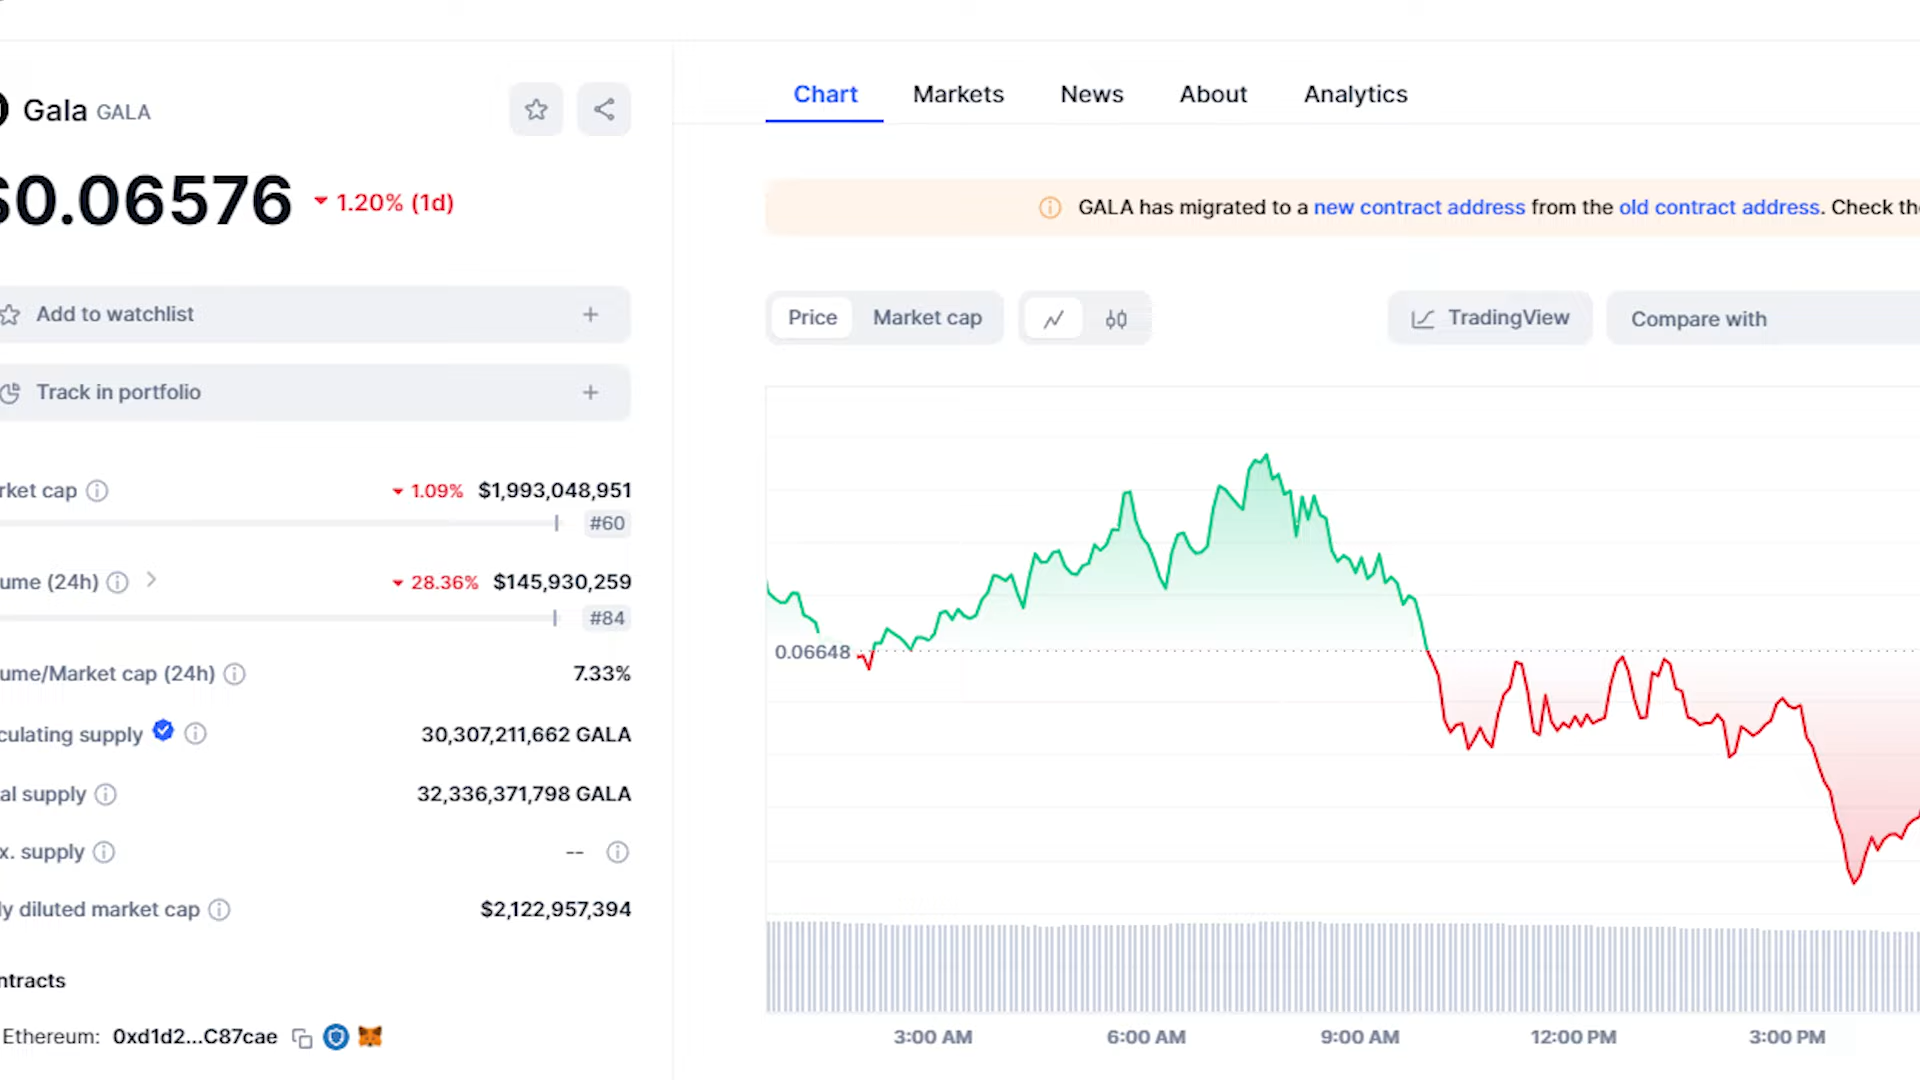 Gala GALA
$0.06576 1.20% (1d)
Add to watchlist
Track in portfolio
rket cap 1.09% $1,993,048,951
#60
ume (24h) 28.36% $145,930,259
#84
ume/Market cap (24h) 7.33%
culating supply 30,307,211,662 GALA
al supply 32,336,371,798 GALA
x. supply --
ly diluted market cap $2,122,957,394
ntracts
Ethereum: 0xd1d2...C87cae
Chart Markets News About Analytics
GALA has migrated to a new contract address from the old contract address. Check the
Price Market cap TradingView Compare with
0.06648
3:00 AM 6:00 AM 9:00 AM 12:00 PM 3:00 PM